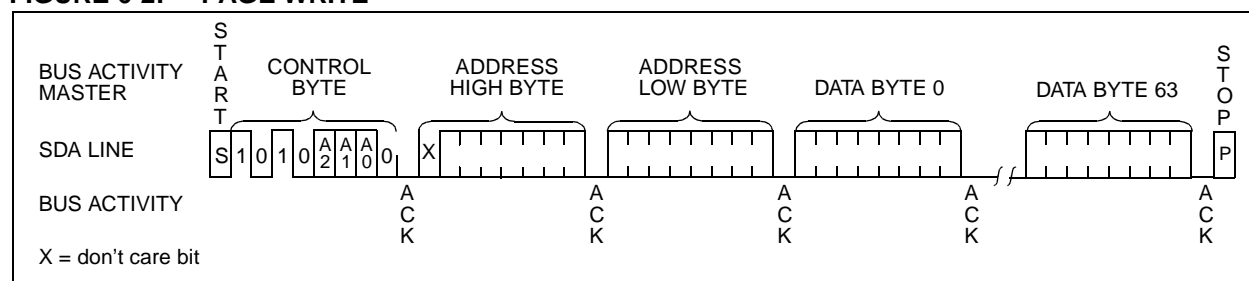 FIGURE PAGE WRITE
BUS ACTIVITY
MASTER
START
CONTROL
BYTE
ADDRESS
HIGH BYTE
ADDRESS
LOW BYTE
DATA BYTE 0
DATA BYTE 63
STOP
SDA LINE
S 1 0 1 0 A2 A1 A0 0
X
P
BUS ACTIVITY
ACK
ACK
ACK
ACK
ACK
X = don't care bit